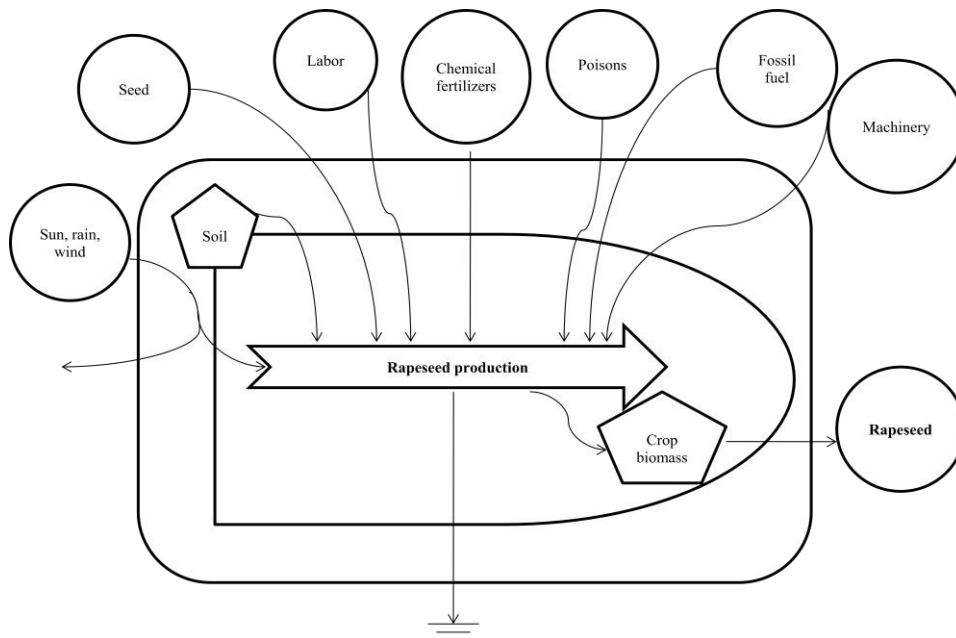 Seed
Labor
Chemical
fertilizers
Poisons
Fossil
fuel
Machinery
Sun, rain,
wind
Soil
Rapeseed production
Crop
biomass
Rapeseed